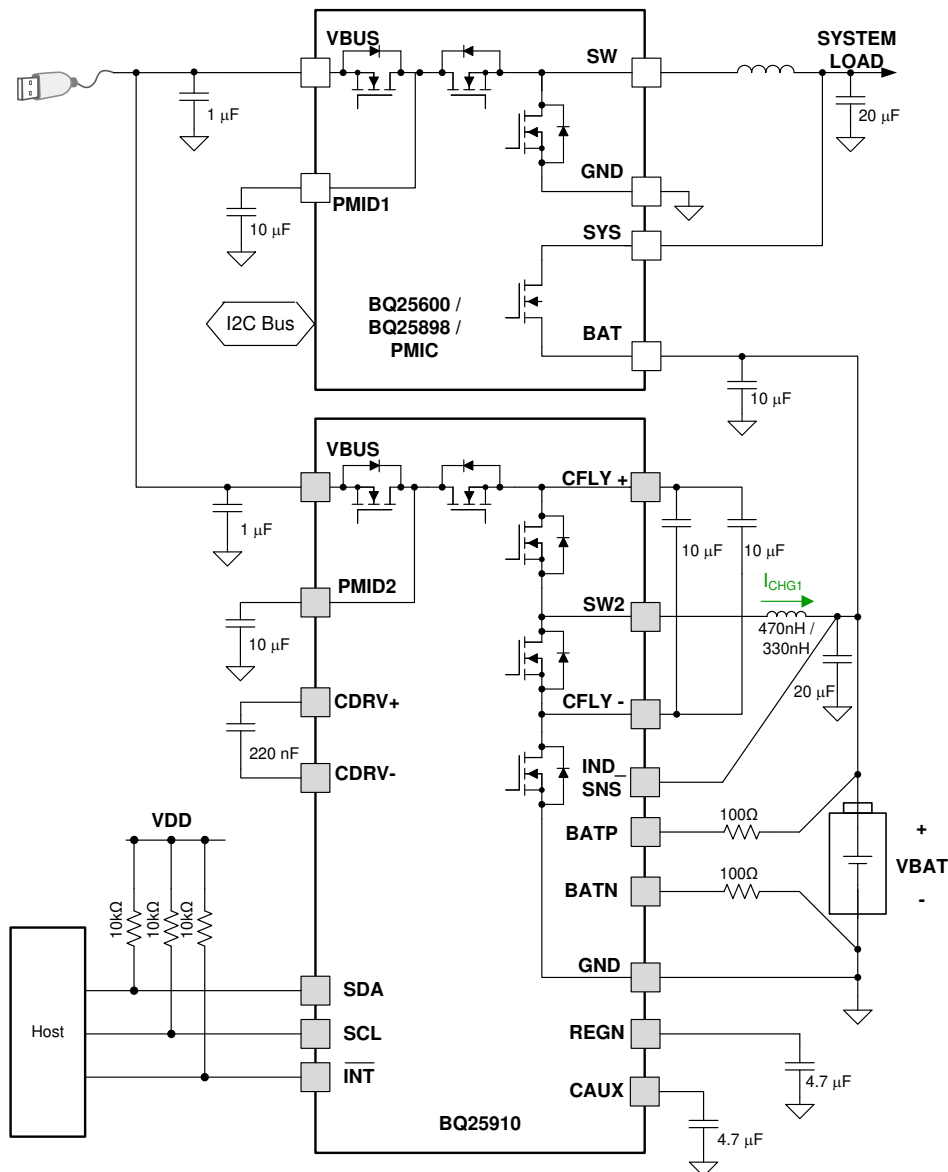 VBUS
SW
SYSTEM
LOAD
1 μF
20 μF
GND
PMID1
10 μF
SYS
I2C Bus
BQ25600 /
BQ25898 /
PMIC
BAT
10 μF
VBUS
CFLY +
1 μF
10 μF
10 μF
PMID2
ICHG1
SW2
470nH /
330nH
10 μF
20 μF
CDRV+
CFLY -
220 nF
CDRV-
IND_
SNS
100Ω
BATP
VDD
+
VBAT
-
100Ω
BATN
10kΩ
10kΩ
10kΩ
GND
SDA
Host
SCL
REGN
INT
4.7 μF
CAUX
BQ25910
4.7 μF